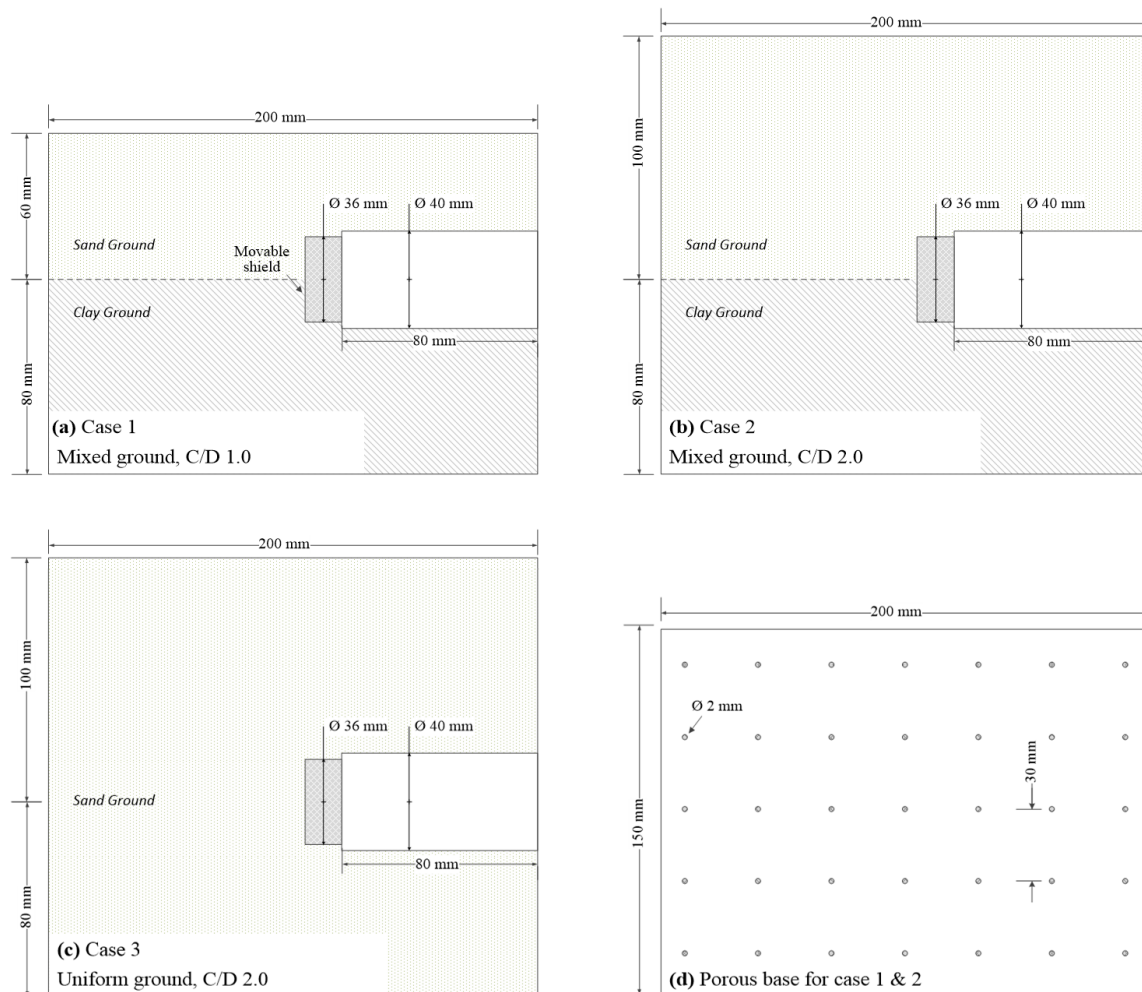 200 mm
60 mm
Ø 36 mm
Ø 40 mm
Sand Ground
Movable
shield
Clay Ground
80 mm
80 mm
(a) Case 1
Mixed ground, C/D 1.0
200 mm
100 mm
Ø 36 mm
Ø 40 mm
Sand Ground
Clay Ground
80 mm
80 mm
(b) Case 2
Mixed ground, C/D 2.0
200 mm
100 mm
Ø 36 mm
Ø 40 mm
Sand Ground
80 mm
80 mm
(c) Case 3
Uniform ground, C/D 2.0
200 mm
Ø 2 mm
30 mm
150 mm
(d) Porous base for case 1 & 2